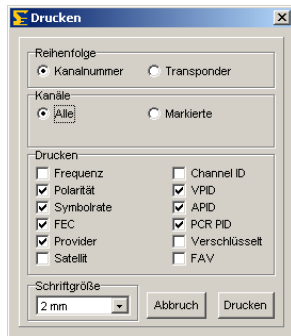 Drucken
Reihenfolge
Kanalnummer Transponder
Kanäle
Alle Markierte
Drucken
Frequenz Channel ID
Polarität VPID
Symbolrate APID
FEC PCR PID
Provider Verschlüsselt
Satellit FAV
Schriftgröße
2 mm Abbruch Drucken